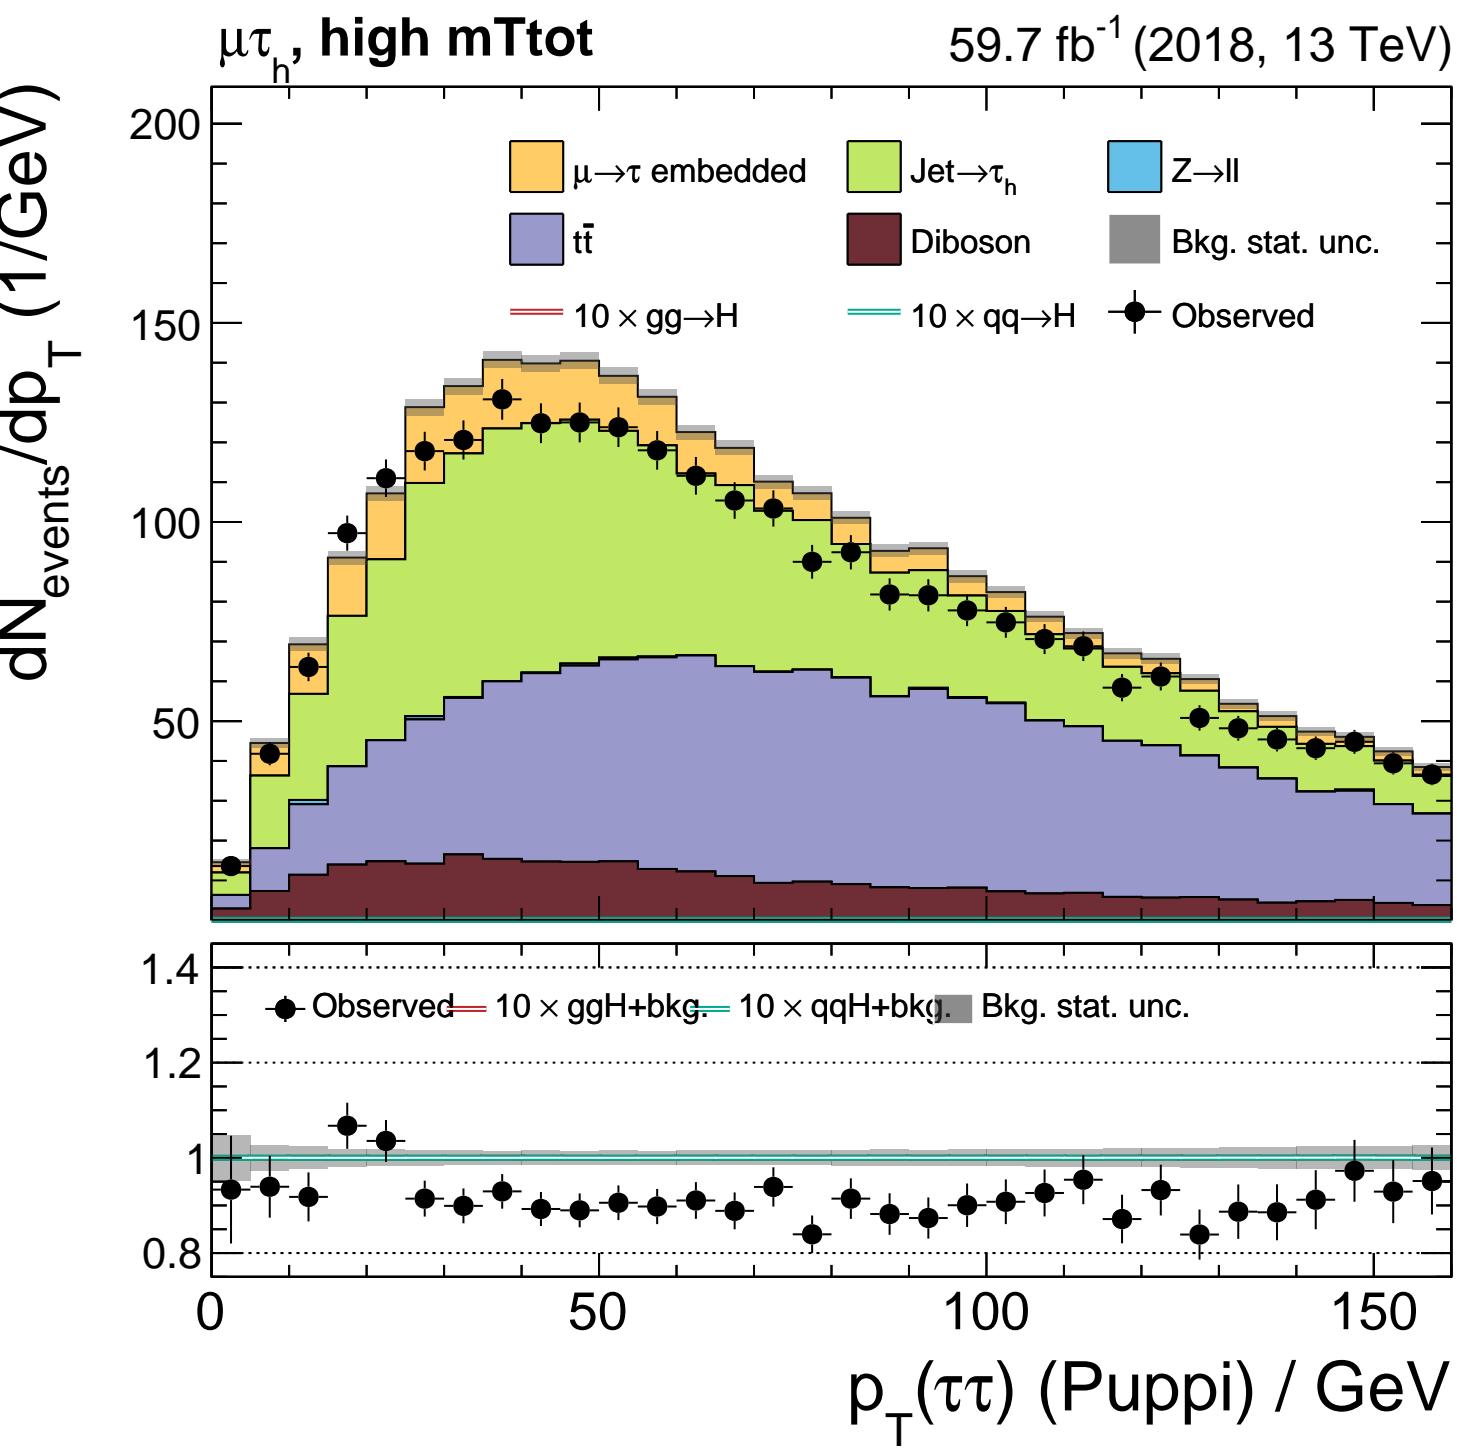 μτh, high mTtot
59.7 fb-1 (2018, 13 TeV)
dNevents/dpT (1/GeV)
200
150
100
50
μ→τ embedded
Jet→τh
Z→ll
tt̄
Diboson
Bkg. stat. unc.
10 × gg→H
10 × qq→H
Observed
1.4
1.2
1
0.8
Observed
10 × ggH+bkg.
10 × qqH+bkg.
Bkg. stat. unc.
0
50
100
150
pT(ττ) (Puppi) / GeV